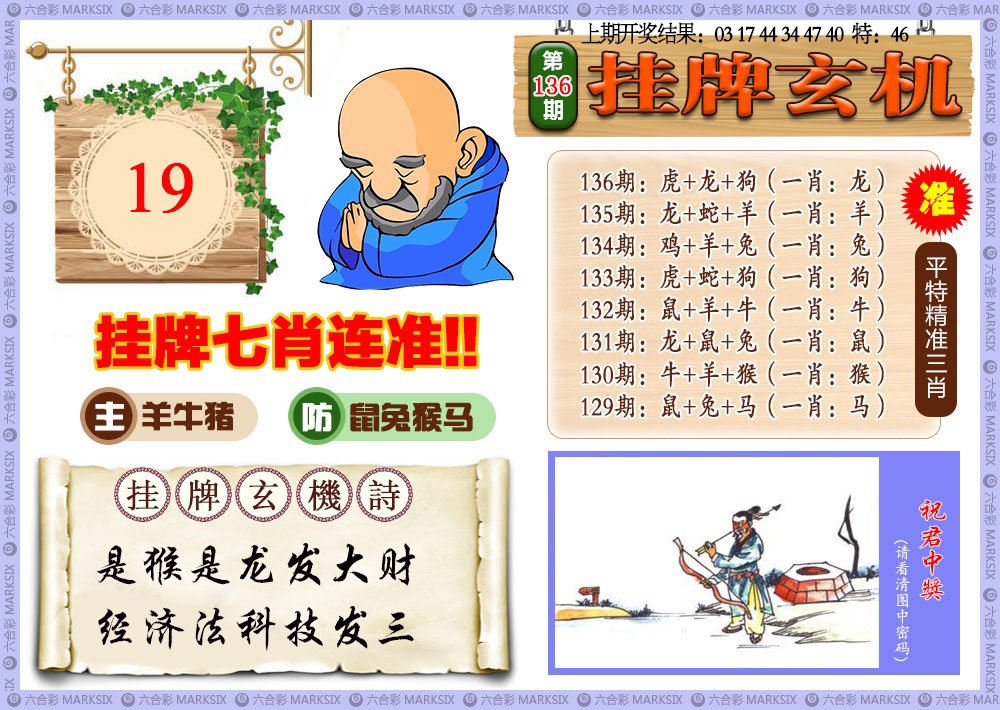 上期开奖结果：03 17 44 34 47 40 特：46
第136期
挂牌玄机
19
挂牌七肖连准!!
主 羊牛猪
防 鼠兔猴马
136期：虎+龙+狗（一肖：龙）
135期：龙+蛇+羊（一肖：羊）
134期：鸡+羊+兔（一肖：兔）
133期：虎+蛇+狗（一肖：狗）
132期：鼠+羊+牛（一肖：牛）
131期：龙+鼠+兔（一肖：鼠）
130期：牛+羊+猴（一肖：猴）
129期：鼠+兔+马（一肖：马）
准
平特精准三肖
挂牌玄機詩
是猴是龙发大财
经济法科技发三
祝君中獎
（请看清图中密码）
六合彩 MARKSIX